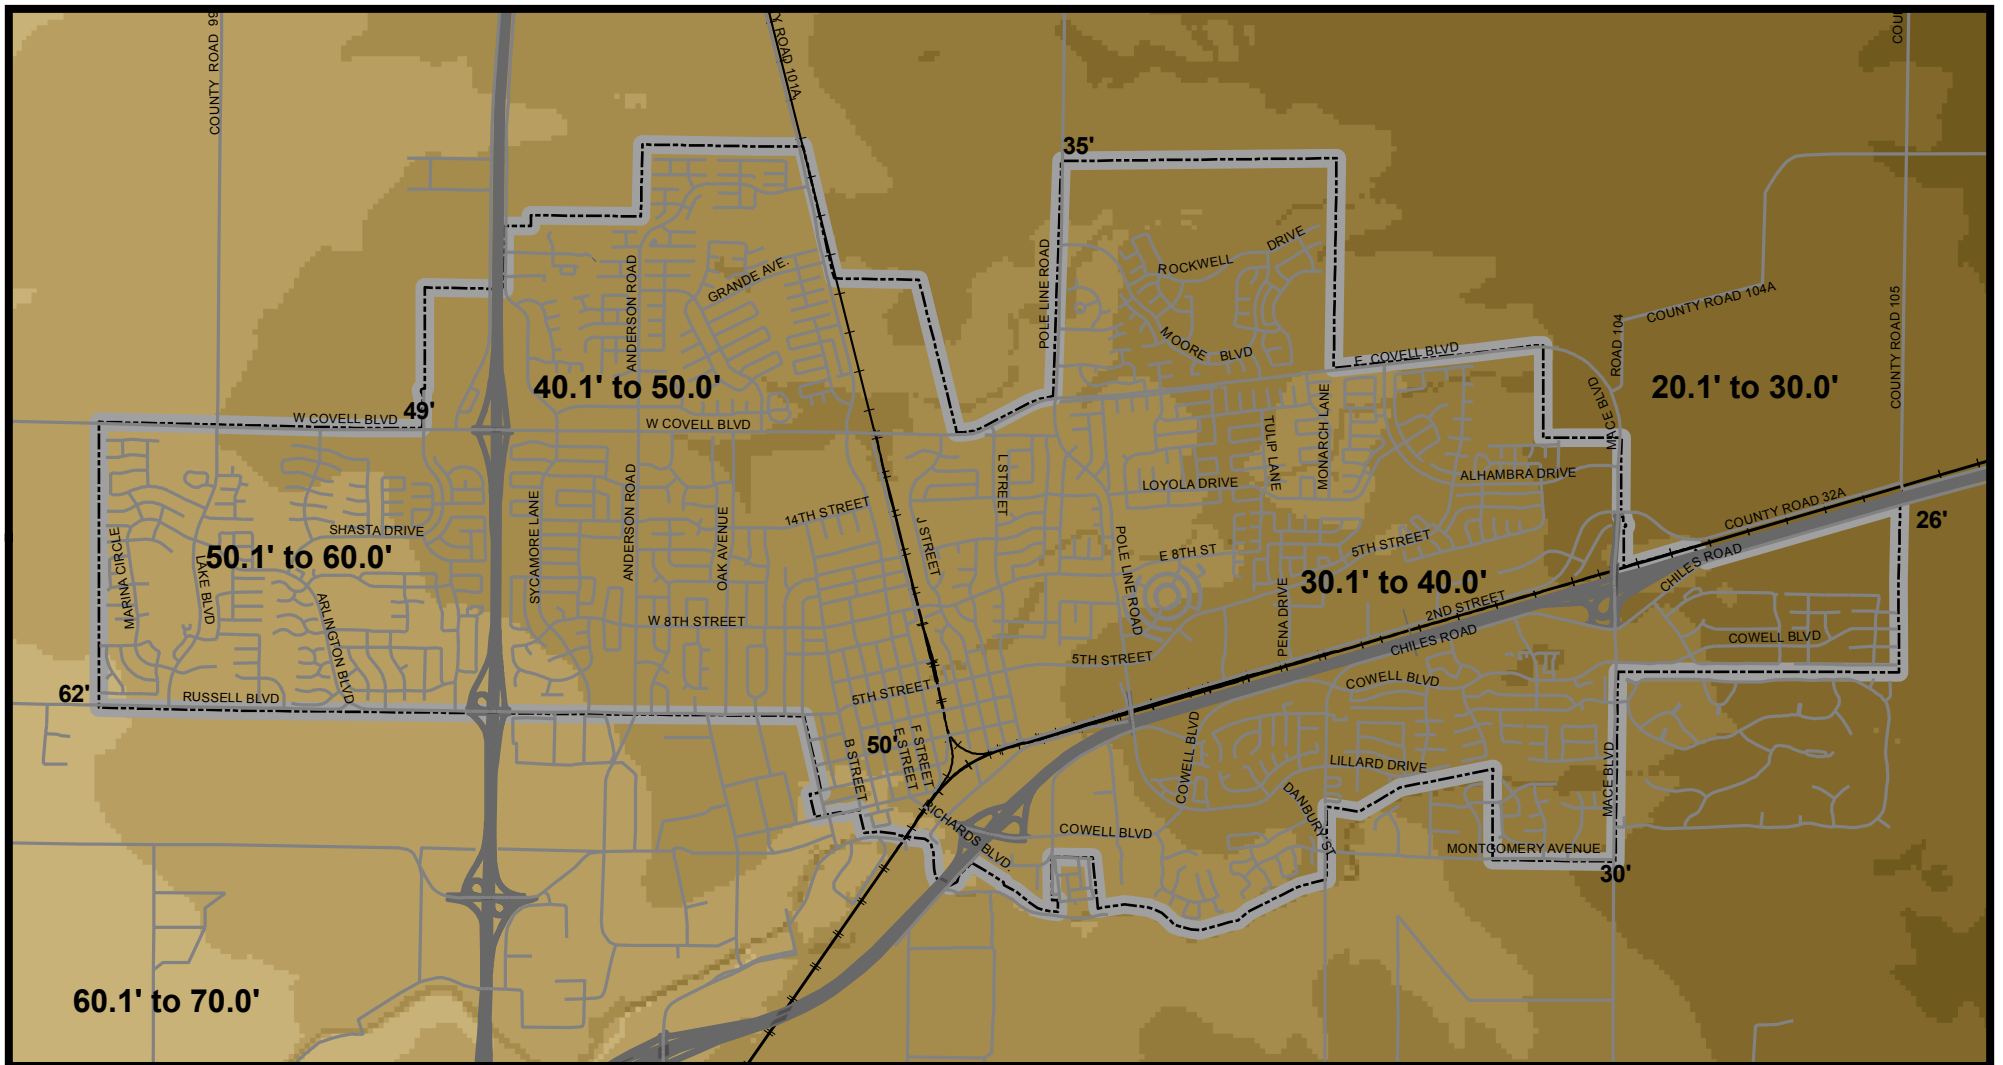 COUNTY ROAD 99
Y ROAD 101A
COU
35'
ANDERSON ROAD
GRANDE AVE.
POLE LINE ROAD
ROCKWELL
DRIVE
MOORE
BLVD
E. COVELL BLVD
ROAD 104
COUNTY ROAD 104A
COUNTY ROAD 105
40.1' to 50.0'
20.1' to 30.0'
W COVELL BLVD
49'
W COVELL BLVD
MACE BLVD
L STREET
TULIP LANE
MONARCH LANE
ALHAMBRA DRIVE
LOYOLA DRIVE
SYCAMORE LANE
ANDERSON ROAD
OAK AVENUE
14TH STREET
J STREET
COUNTY ROAD 32A
26'
SHASTA DRIVE
MARINA CIRCLE
LAKE BLVD
50.1' to 60.0'
ARLINGTON BLVD
POLE LINE ROAD
E 8TH ST
5TH STREET
30.1' to 40.0'
CHILES ROAD
PENA DRIVE
2ND STREET
CHILES ROAD
W 8TH STREET
COWELL BLVD
5TH STREET
62'
RUSSELL BLVD
5TH STREET
COWELL BLVD
50'
B STREET
E STREET
F STREET
COWELL BLVD
LILLARD DRIVE
MACE BLVD
DANBURY ST
RICHARDS BLVD.
COWELL BLVD
MONTGOMERY AVENUE
30'
60.1' to 70.0'